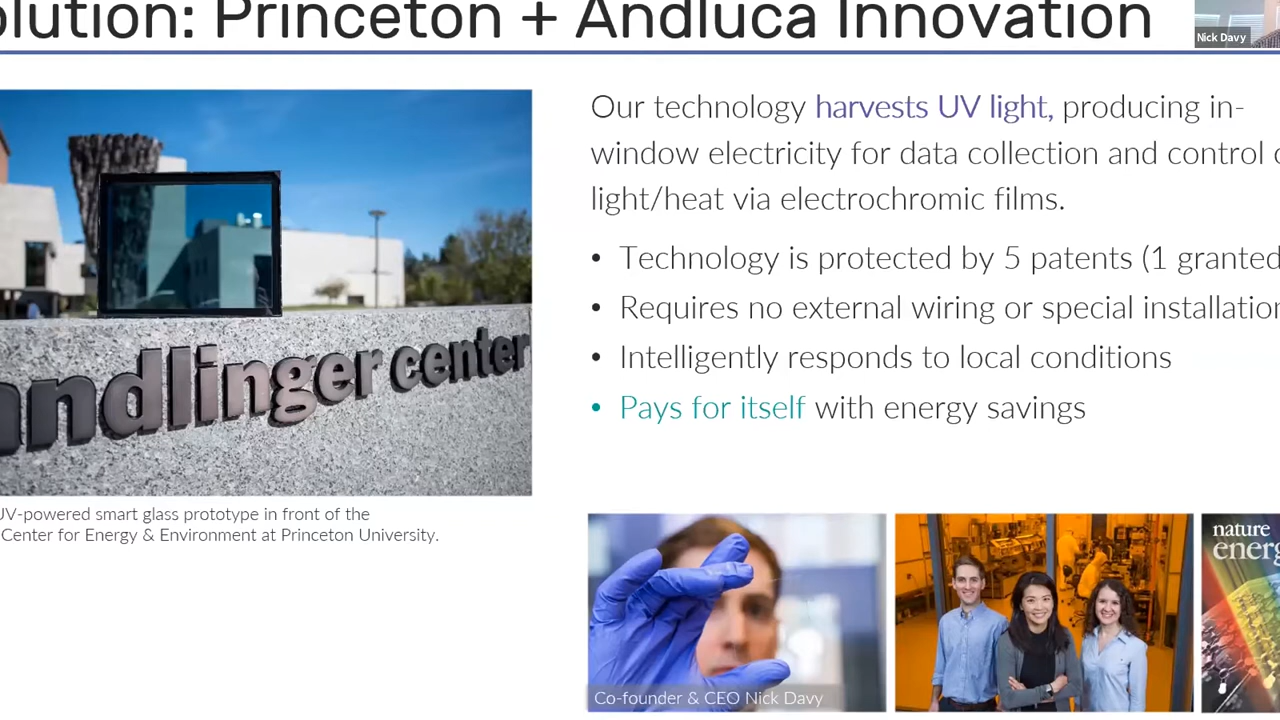 olution: Princeton + Andluca Innovation
Nick Davy
Our technology harvests UV light, producing in-
window electricity for data collection and control o
light/heat via electrochromic films.
• Technology is protected by 5 patents (1 granted
• Requires no external wiring or special installation
• Intelligently responds to local conditions
• Pays for itself with energy savings
andlinger center
UV-powered smart glass prototype in front of the
Center for Energy & Environment at Princeton University.
Co-founder & CEO Nick Davy
nature
energ